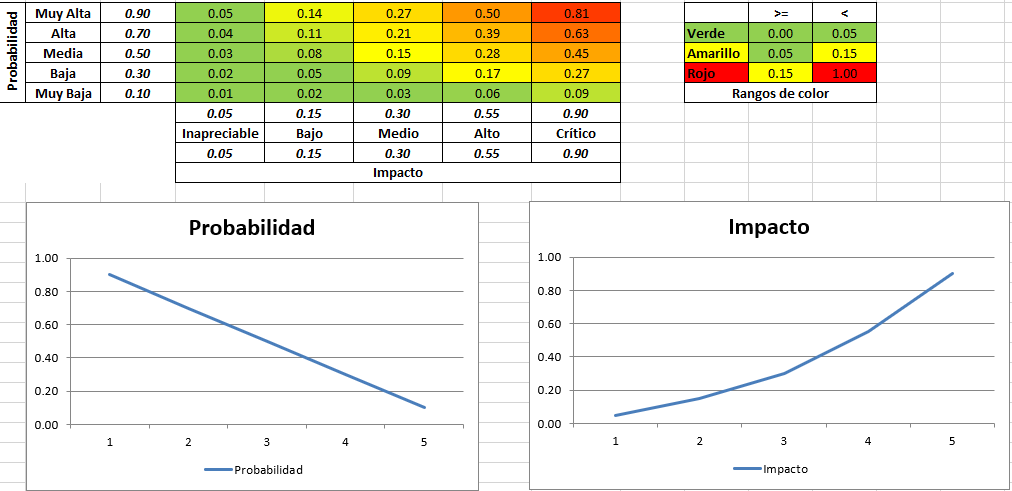 Probabilidad
Muy Alta 0.90 0.05 0.14 0.27 0.50 0.81
Alta 0.70 0.04 0.11 0.21 0.39 0.63
Media 0.50 0.03 0.08 0.15 0.28 0.45
Baja 0.30 0.02 0.05 0.09 0.17 0.27
Muy Baja 0.10 0.01 0.02 0.03 0.06 0.09
0.05 0.15 0.30 0.55 0.90
Inapreciable Bajo Medio Alto Crítico
0.05 0.15 0.30 0.55 0.90
Impacto
>= <
Verde 0.00 0.05
Amarillo 0.05 0.15
Rojo 0.15 1.00
Rangos de color
Probabilidad
1.00
0.80
0.60
0.40
0.20
0.00
1 2 3 4 5
Probabilidad
Impacto
1.00
0.80
0.60
0.40
0.20
0.00
1 2 3 4 5
Impacto